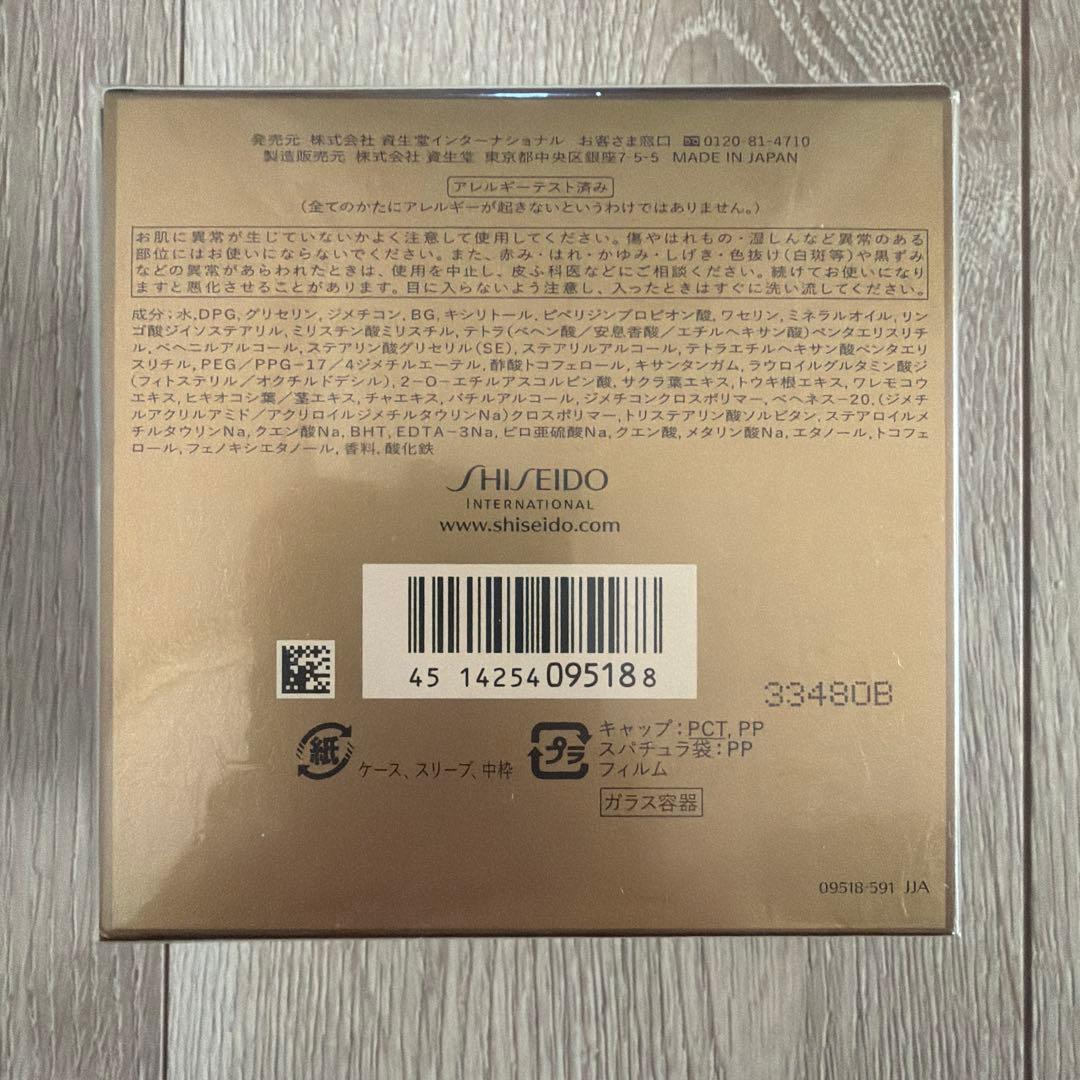 発売元 株式会社 資生堂インターナショナル お客さま窓口 0120-81-4710
製造販売元 株式会社 資生堂 東京都中央区銀座7-5-5 MADE IN JAPAN
アレルギーテスト済み
(全てのかたにアレルギーが起きないというわけではありません。)
お肌に異常が生じていないかよく注意して使用してください。傷やはれもの・湿しんなど異常のある
部位にはお使いにならないでください。また、赤み・はれ・かゆみ・しげき・色抜け(白斑等)や黒ずみ
などの異常があらわれたときは、使用を中止し、皮ふ科医などにご相談ください。続けてお使いになり
ますと悪化させることがあります。目に入らないよう注意し、入ったときはすぐに洗い流してください。
成分;水,DPG,グリセリン,ジメチコン,BG,キシリトール,ピペリジンプロピオン酸,ワセリン,ミネラルオイル,リン
ゴ酸ジイソステアリル,ミリスチン酸ミリスチル,テトラ(ベヘン酸/安息香酸/エチルヘキサン酸)ペンタエリスリチ
ル,ベヘニルアルコール,ステアリン酸グリセリル(SE),ステアリルアルコール,テトラエチルヘキサン酸ペンタエリ
スリチル,PEG/PPG-17/4ジメチルエーテル,酢酸トコフェロール,キサンタンガム,ラウロイルグルタミン酸ジ
(フィトステリル/オクチルドデシル),2-O-エチルアスコルビン酸,サクラ葉エキス,トウキ根エキス,ワレモコウ
エキス,ヒキオコシ葉/茎エキス,チャエキス,バチルアルコール,ジメチコンクロスポリマー,ベヘネス-20,(ジメチ
ルアクリルアミド/アクリロイルジメチルタウリンNa)クロスポリマー,トリステアリン酸ソルビタン,ステアロイルメ
チルタウリンNa,クエン酸Na,BHT,EDTA-3Na,ピロ亜硫酸Na,クエン酸,メタリン酸Na,エタノール,トコフェ
ロール,フェノキシエタノール,香料,酸化鉄
SHISEIDO
INTERNATIONAL
www.shiseido.com
45 14254 09518 8
33480B
紙 ケース、スリーブ、中枠
プラ キャップ:PCT, PP
スパチュラ袋:PP
フィルム
ガラス容器
09518-591 JJA